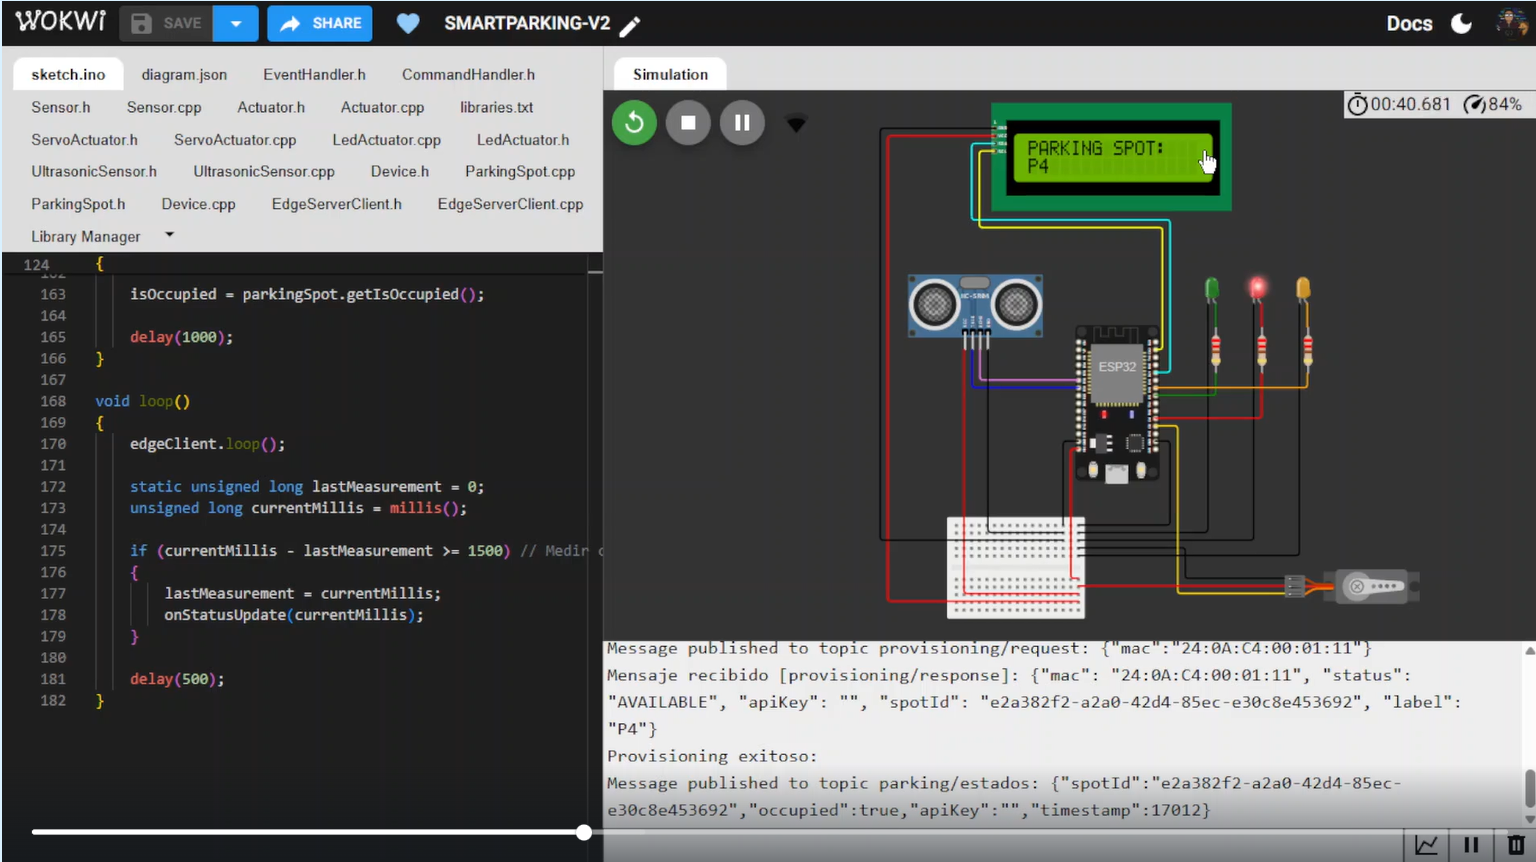 WOKWI SAVE SHARE SMARTPARKING-V2 Docs
sketch.ino diagram.json EventHandler.h CommandHandler.h
Sensor.h Sensor.cpp Actuator.h Actuator.cpp libraries.txt
ServoActuator.h ServoActuator.cpp LedActuator.cpp LedActuator.h
UltrasonicSensor.h UltrasonicSensor.cpp Device.h ParkingSpot.cpp
ParkingSpot.h Device.cpp EdgeServerClient.h EdgeServerClient.cpp
Library Manager
124 {
163 isOccupied = parkingSpot.getIsOccupied();
164
165 delay(1000);
166 }
167
168 void loop()
169 {
170 edgeClient.loop();
171
172 static unsigned long lastMeasurement = 0;
173 unsigned long currentMillis = millis();
174
175 if (currentMillis - lastMeasurement >= 1500) // Medir
176 {
177 lastMeasurement = currentMillis;
178 onStatusUpdate(currentMillis);
179 }
180
181 delay(500);
182 }
Simulation
00:40.681 84%
PARKING SPOT:
P4
HC-SR04
ESP32
Message published to topic provisioning/request: {"mac":"24:0A:C4:00:01:11"}
Mensaje recibido [provisioning/response]: {"mac": "24:0A:C4:00:01:11", "status":
"AVAILABLE", "apiKey": "", "spotId": "e2a382f2-a2a0-42d4-85ec-e30c8e453692", "label":
"P4"}
Provisioning exitoso:
Message published to topic parking/estados: {"spotId":"e2a382f2-a2a0-42d4-85ec-
e30c8e453692","occupied":true,"apiKey":"","timestamp":17012}